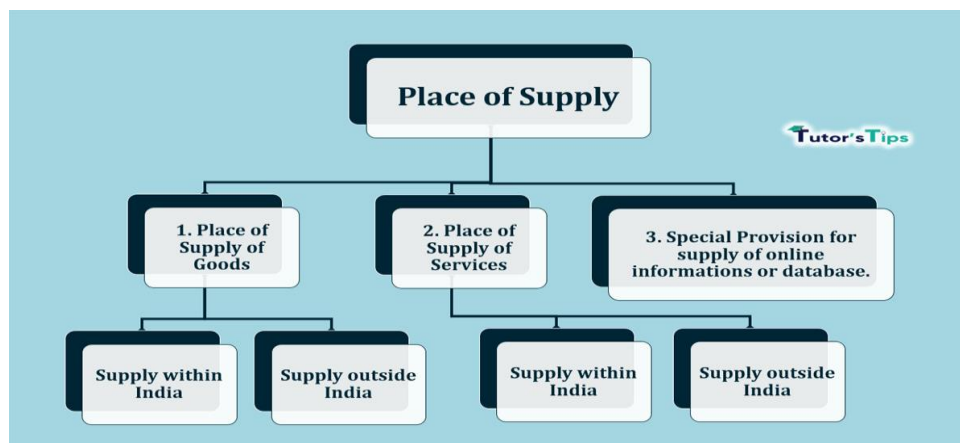 Place of Supply
Tutor'sTips
1. Place of
Supply of
Goods
2. Place of
Supply of
Services
3. Special Provision for
supply of online
informations or database.
Supply within
India
Supply outside
India
Supply within
India
Supply outside
India